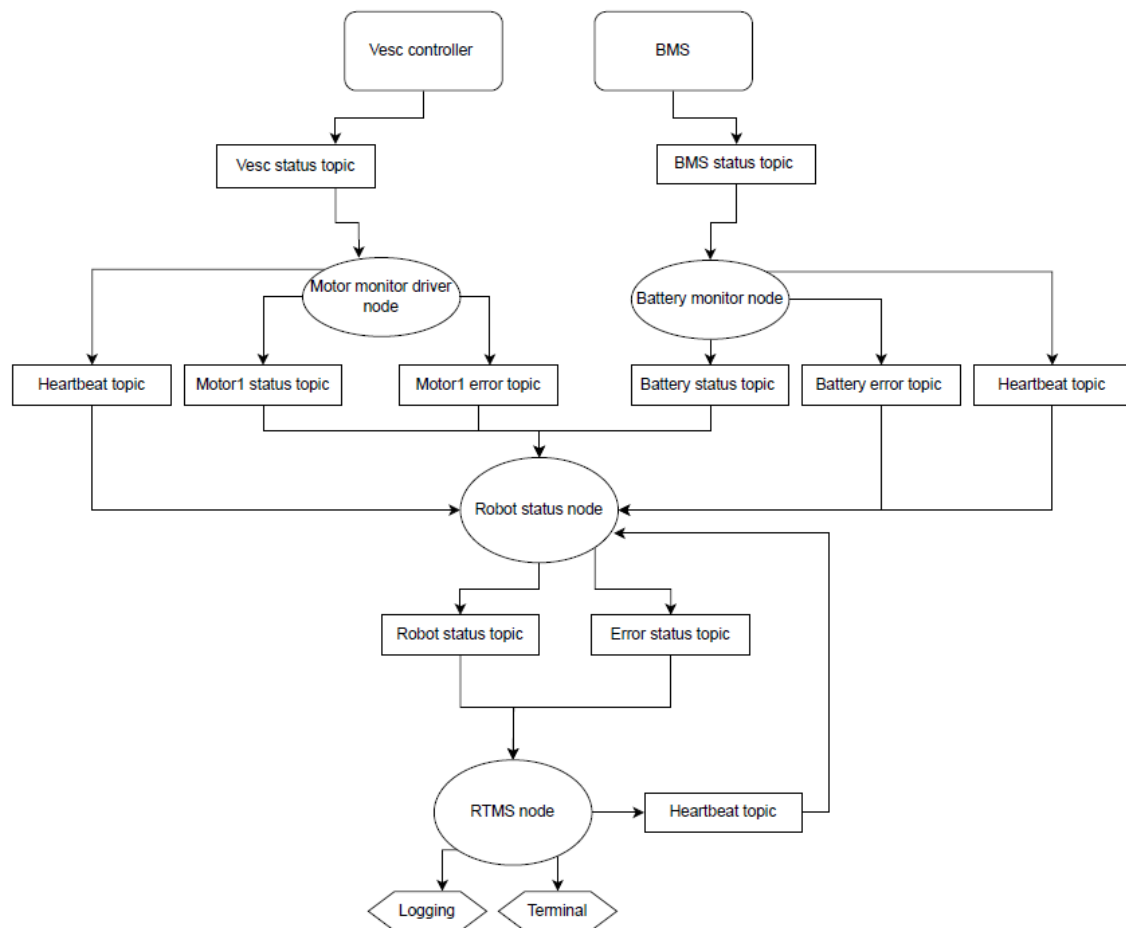 Vesc controller
BMS
Vesc status topic
BMS status topic
Motor monitor driver
node
Battery monitor node
Heartbeat topic
Motor1 status topic
Motor1 error topic
Battery status topic
Battery error topic
Heartbeat topic
Robot status node
Robot status topic
Error status topic
RTMS node
Heartbeat topic
Logging
Terminal